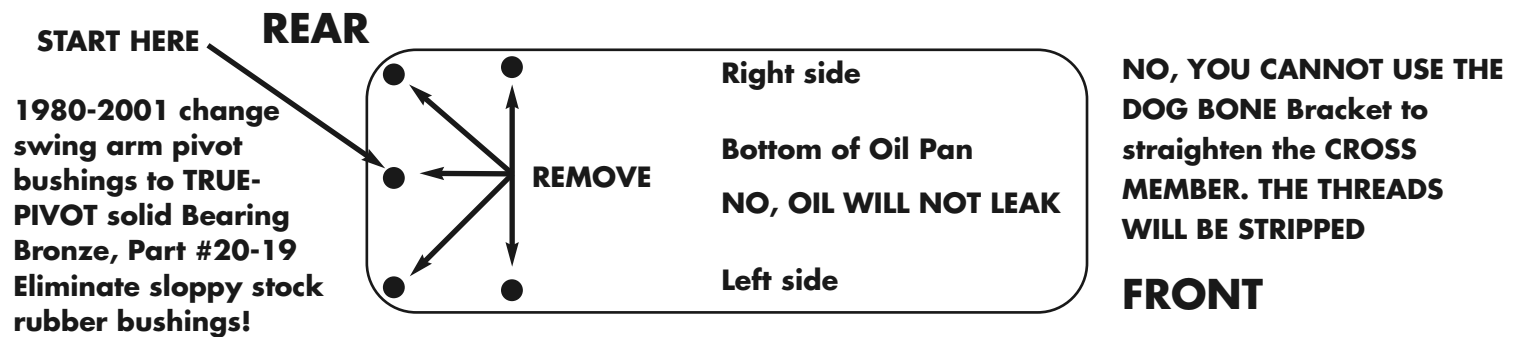 START HERE
REAR
1980-2001 change
swing arm pivot
bushings to TRUE-
PIVOT solid Bearing
Bronze, Part #20-19
Eliminate sloppy stock
rubber bushings!
REMOVE
Right side
Bottom of Oil Pan
NO, OIL WILL NOT LEAK
Left side
NO, YOU CANNOT USE THE
DOG BONE Bracket to
straighten the CROSS
MEMBER. THE THREADS
WILL BE STRIPPED
FRONT